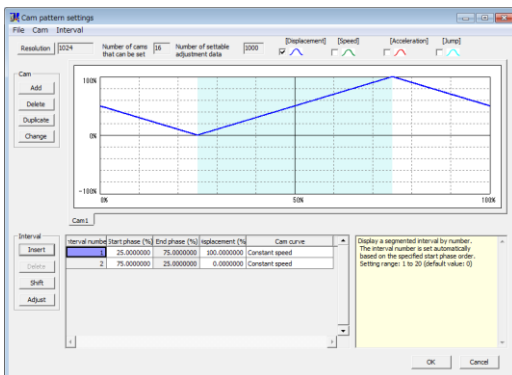 Cam pattern settings
File Cam Interval
Resolution 1024 Number of cams that can be set 16 Number of settable adjustment data 1000 [Displacement] [Speed] [Acceleration] [Jump]
Cam
Add
Delete
Duplicate
Change
100%
0%
-100%
0% 50% 100%
Cam1
Interval
Insert
Delete
Shift
Adjust
nterval numbe Start phase (%) End phase (%) isplacement (%) Cam curve
1 25.0000000 75.0000000 100.0000000 Constant speed
2 75.0000000 25.0000000 0.0000000 Constant speed
Display a segmented interval by number.
The interval number is set automatically
based on the specified start phase order.
Setting range: 1 to 20 (default value: 0)
OK Cancel